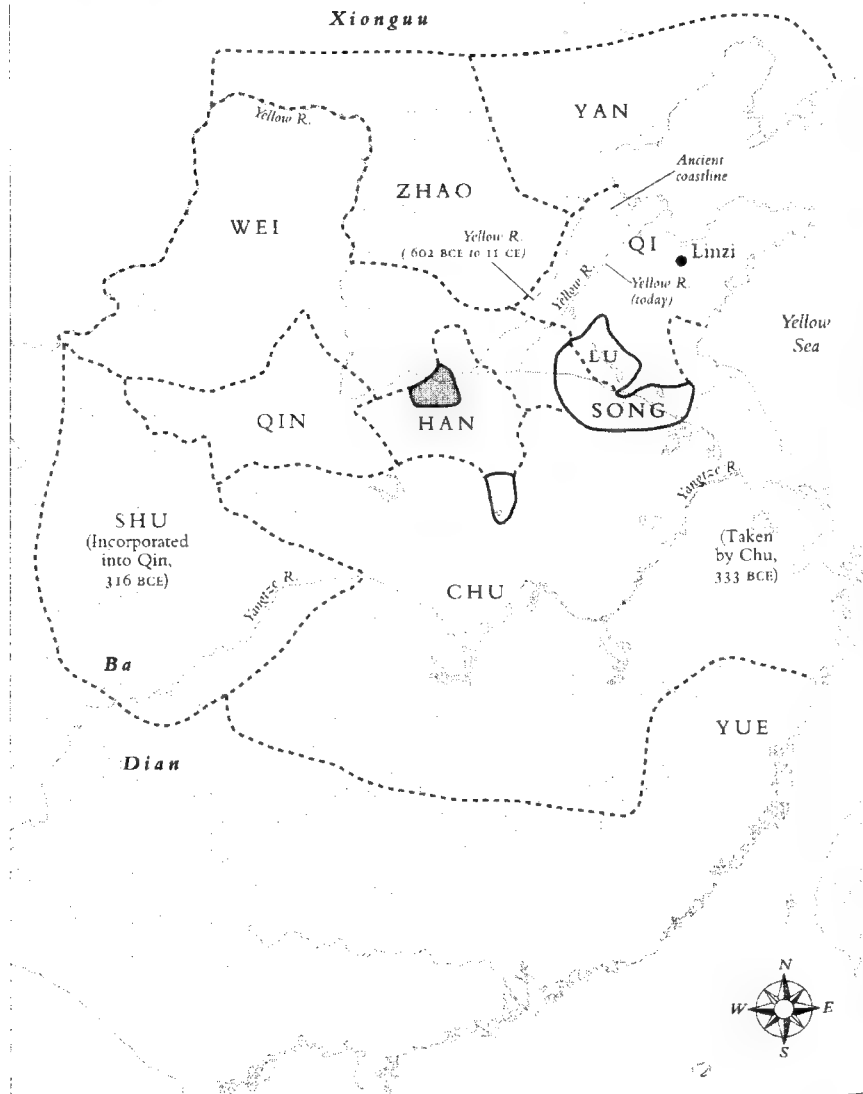 Xionguu
YAN
Yellow R.
Ancient
coastline
ZHAO
WEI
Yellow R.
(602 BCE to 11 CE)
QI
Linzi
Yellow R.
Yellow R.
(today)
Yellow
Sea
LU
SONG
QIN
HAN
Yangtze R.
SHU
(Incorporated
into Qin,
316 BCE)
(Taken
by Chu,
333 BCE)
Yangtze R.
CHU
Ba
YUE
Dian
N
W
E
S